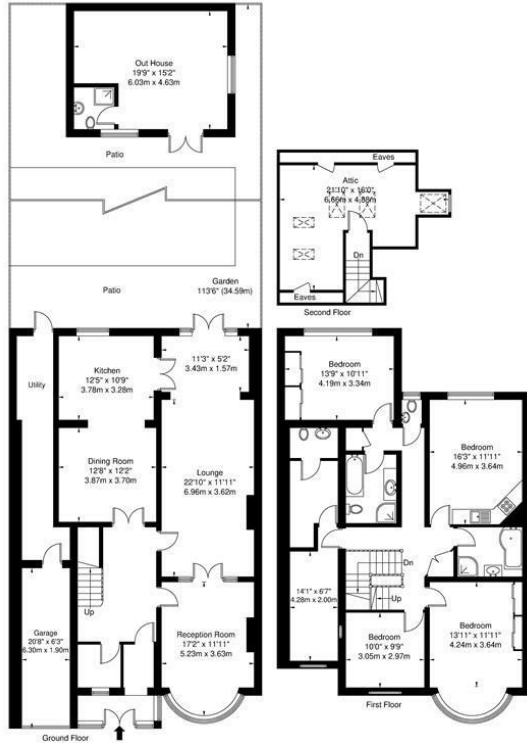 Out House
19'9" x 15'2"
6.03m x 4.63m
Patio
Eaves
Attic
21'10" x 16'0"
6.66m x 4.88m
Dn
Eaves
Second Floor
Garden
113'6" (34.59m)
Patio
Kitchen
12'5" x 10'9"
3.78m x 3.28m
11'3" x 5'2"
3.43m x 1.57m
Utility
Dining Room
12'8" x 12'2"
3.87m x 3.70m
Lounge
22'10" x 11'11"
6.96m x 3.62m
Up
Garage
20'8" x 6'3"
6.30m x 1.90m
Reception Room
17'2" x 11'11"
5.23m x 3.63m
Ground Floor
Bedroom
13'9" x 10'11"
4.19m x 3.34m
Bedroom
16'3" x 11'11"
4.96m x 3.64m
Dn
Up
14'1" x 6'7"
4.28m x 2.00m
Bedroom
10'0" x 9'9"
3.05m x 2.97m
Bedroom
13'11" x 11'11"
4.24m x 3.64m
First Floor